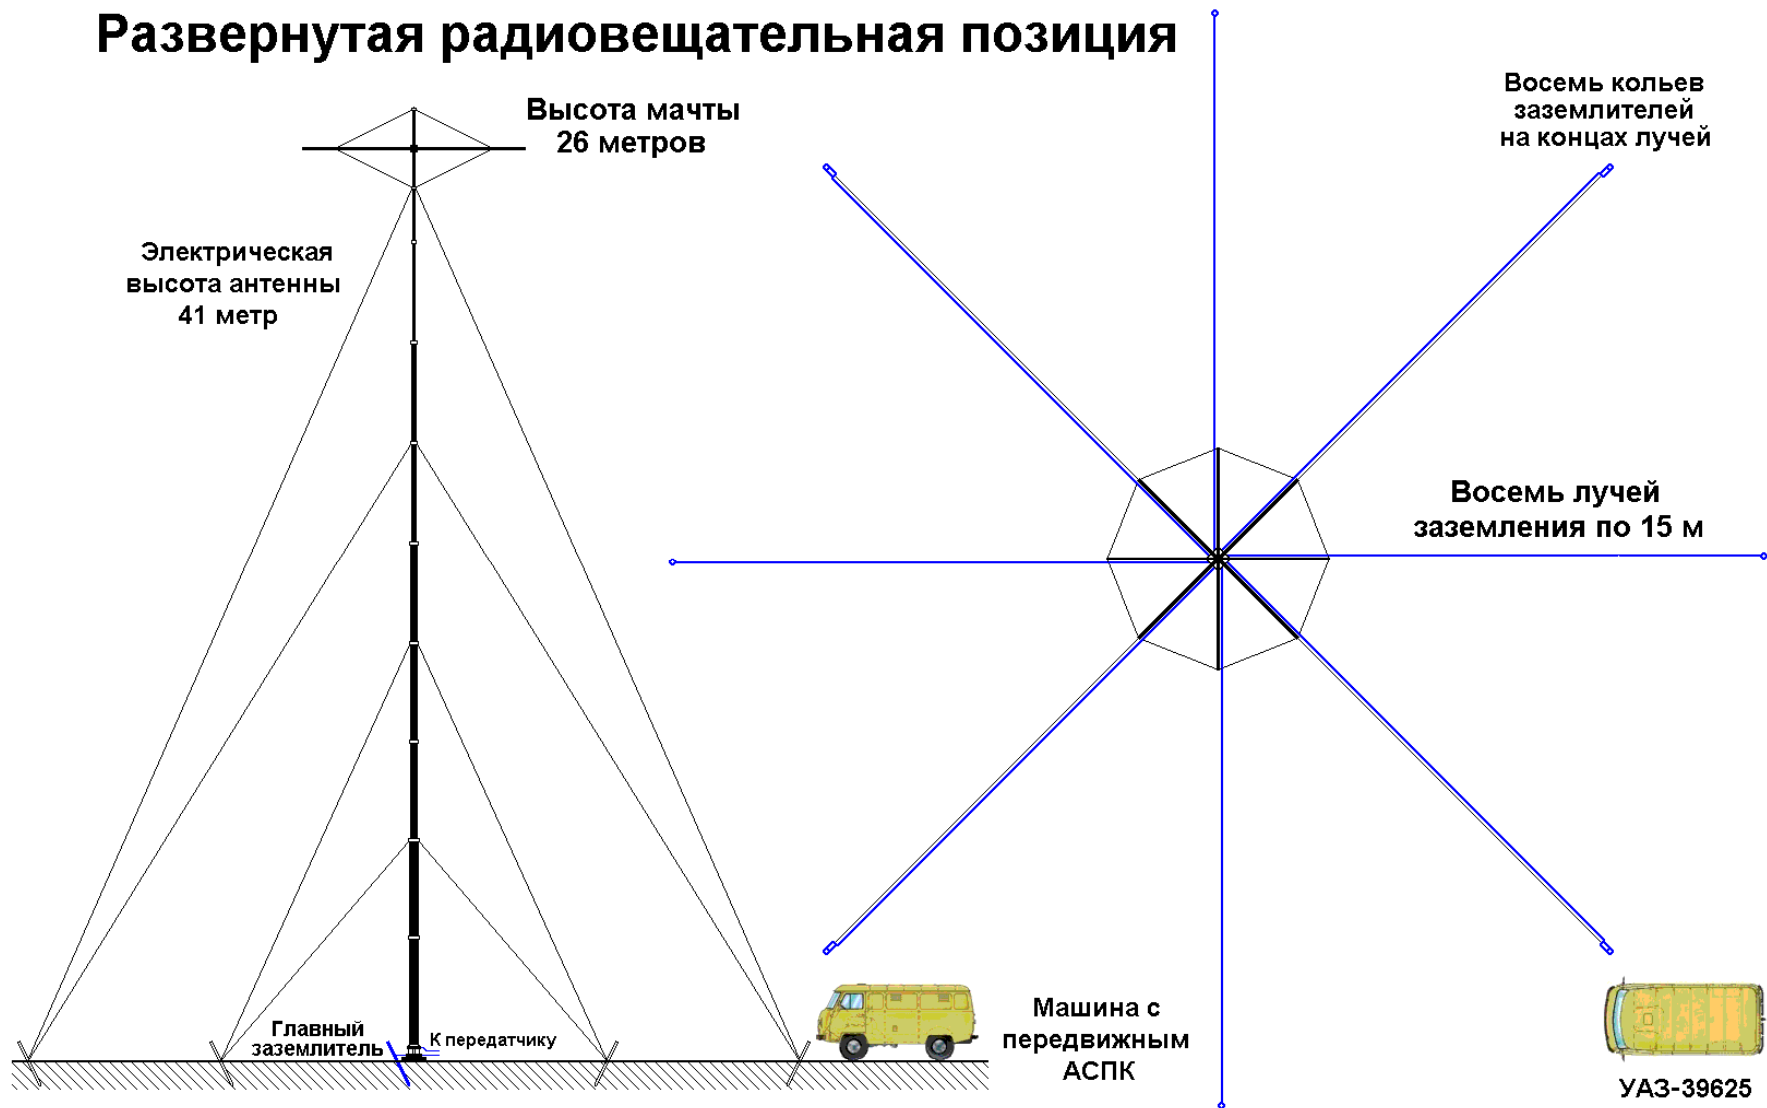 Развернутая радиовещательная позиция
Высота мачты
26 метров
Восемь кольев
заземлителей
на концах лучей
Электрическая
высота антенны
41 метр
Восемь лучей
заземления по 15 м
Главный
заземлитель
К передатчику
Машина с
передвижным
АСПК
УАЗ-39625